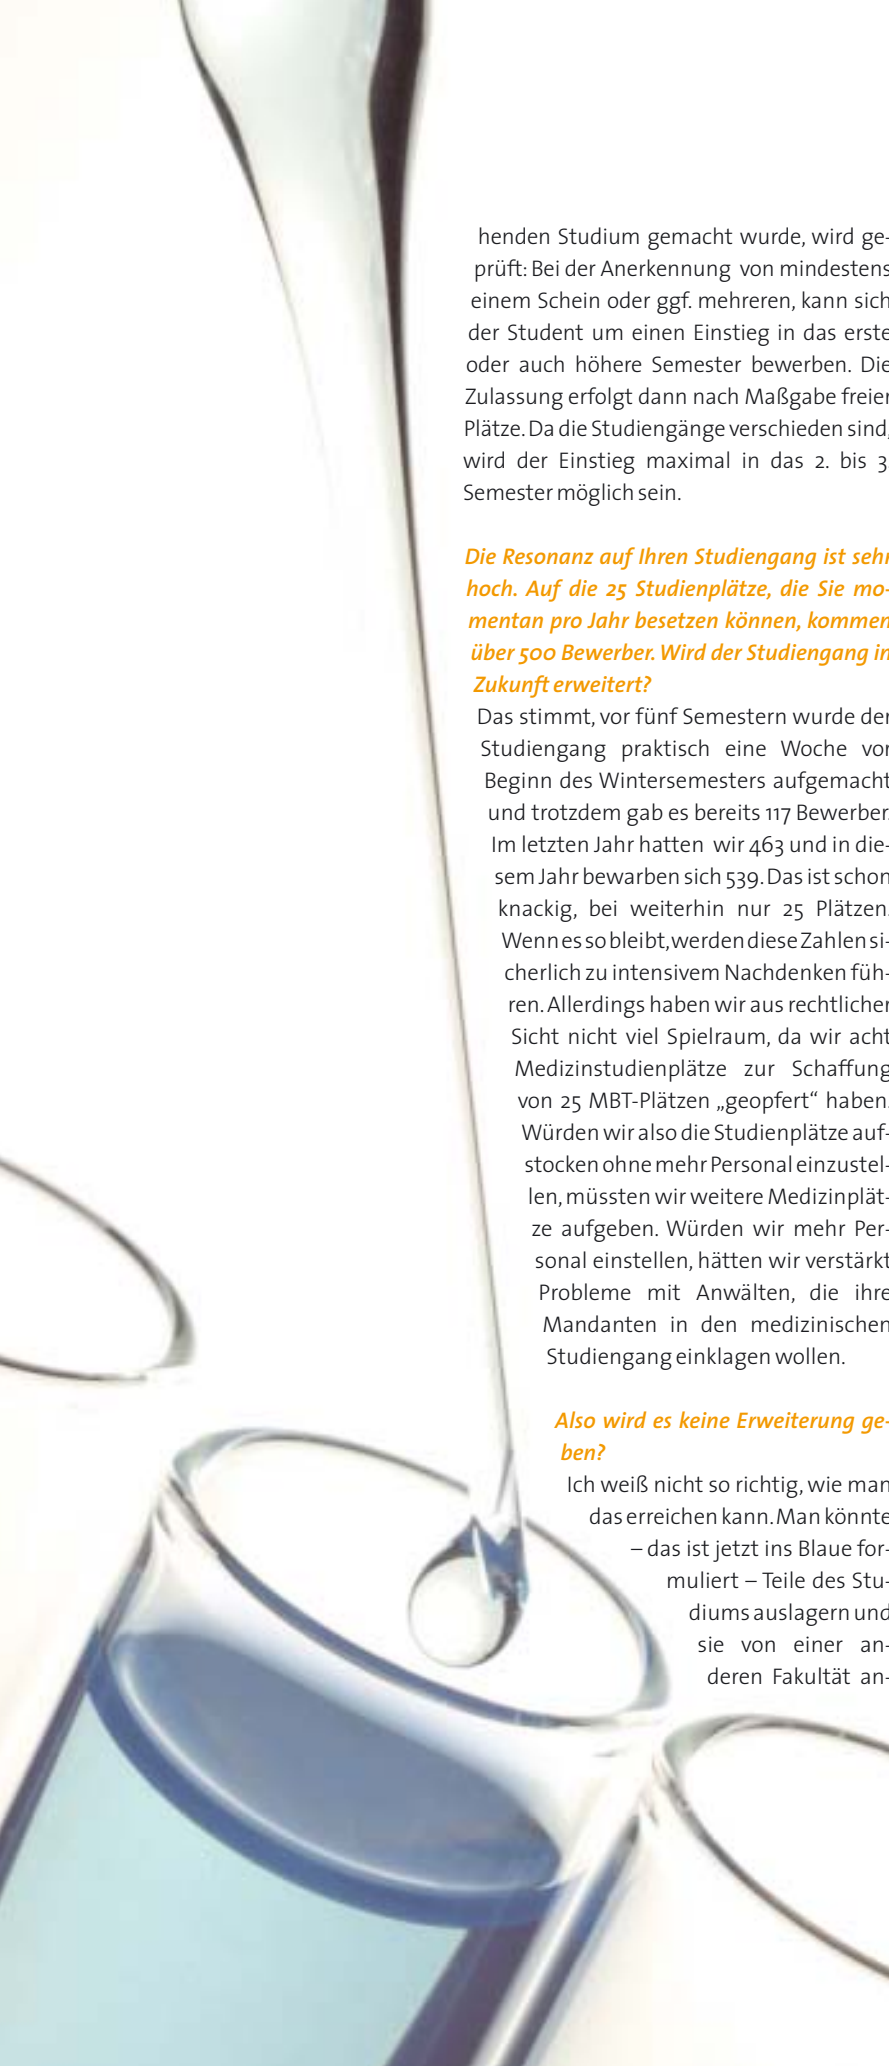 henden Studium gemacht wurde, wird ge-
prüft: Bei der Anerkennung von mindestens
einem Schein oder ggf. mehreren, kann sich
der Student um einen Einstieg in das erste
oder auch höhere Semester bewerben. Die
Zulassung erfolgt dann nach Maßgabe freier
Plätze. Da die Studiengänge verschieden sind,
wird der Einstieg maximal in das 2. bis 3.
Semester möglich sein.
Die Resonanz auf Ihren Studiengang ist sehr
hoch. Auf die 25 Studienplätze, die Sie mo-
mentan pro Jahr besetzen können, kommen
über 500 Bewerber. Wird der Studiengang in
Zukunft erweitert?
Das stimmt, vor fünf Semestern wurde der
Studiengang praktisch eine Woche vor
Beginn des Wintersemesters aufgemacht
und trotzdem gab es bereits 117 Bewerber.
Im letzten Jahr hatten wir 463 und in die-
sem Jahr bewarben sich 539. Das ist schon
knackig, bei weiterhin nur 25 Plätzen.
Wenn es so bleibt, werden diese Zahlen si-
cherlich zu intensivem Nachdenken füh-
ren. Allerdings haben wir aus rechtlicher
Sicht nicht viel Spielraum, da wir acht
Medizinstudienplätze zur Schaffung
von 25 MBT-Plätzen „geopfert“ haben.
Würden wir also die Studienplätze auf-
stocken ohne mehr Personal einzustel-
len, müssten wir weitere Medizinplät-
ze aufgeben. Würden wir mehr Per-
sonal einstellen, hätten wir verstärkt
Probleme mit Anwälten, die ihre
Mandanten in den medizinischen
Studiengang einklagen wollen.
Also wird es keine Erweiterung ge-
ben?
Ich weiß nicht so richtig, wie man
das erreichen kann. Man könnte
– das ist jetzt ins Blaue for-
muliert – Teile des Stu-
diums auslagern und
sie von einer an-
deren Fakultät an-